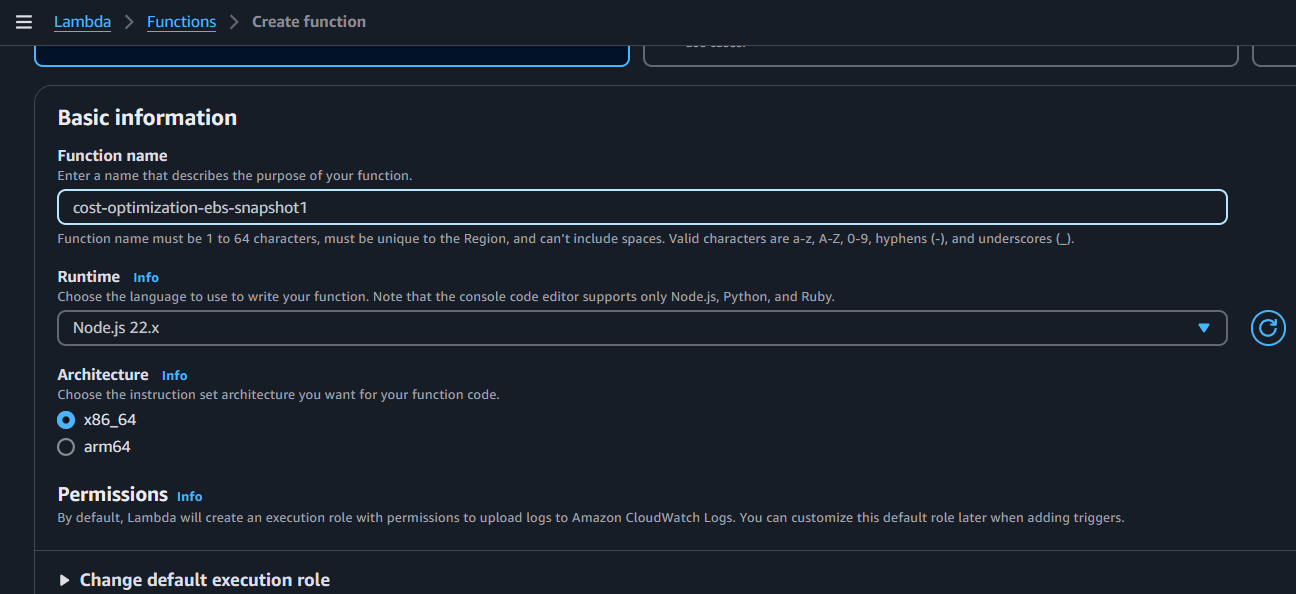 Lambda > Functions > Create function
use cases.
Basic information
Function name
Enter a name that describes the purpose of your function.
cost-optimization-ebs-snapshot1
Function name must be 1 to 64 characters, must be unique to the Region, and can't include spaces. Valid characters are a-z, A-Z, 0-9, hyphens (-), and underscores (_).
Runtime Info
Choose the language to use to write your function. Note that the console code editor supports only Node.js, Python, and Ruby.
Node.js 22.x
Architecture Info
Choose the instruction set architecture you want for your function code.
x86_64
arm64
Permissions Info
By default, Lambda will create an execution role with permissions to upload logs to Amazon CloudWatch Logs. You can customize this default role later when adding triggers.
Change default execution role